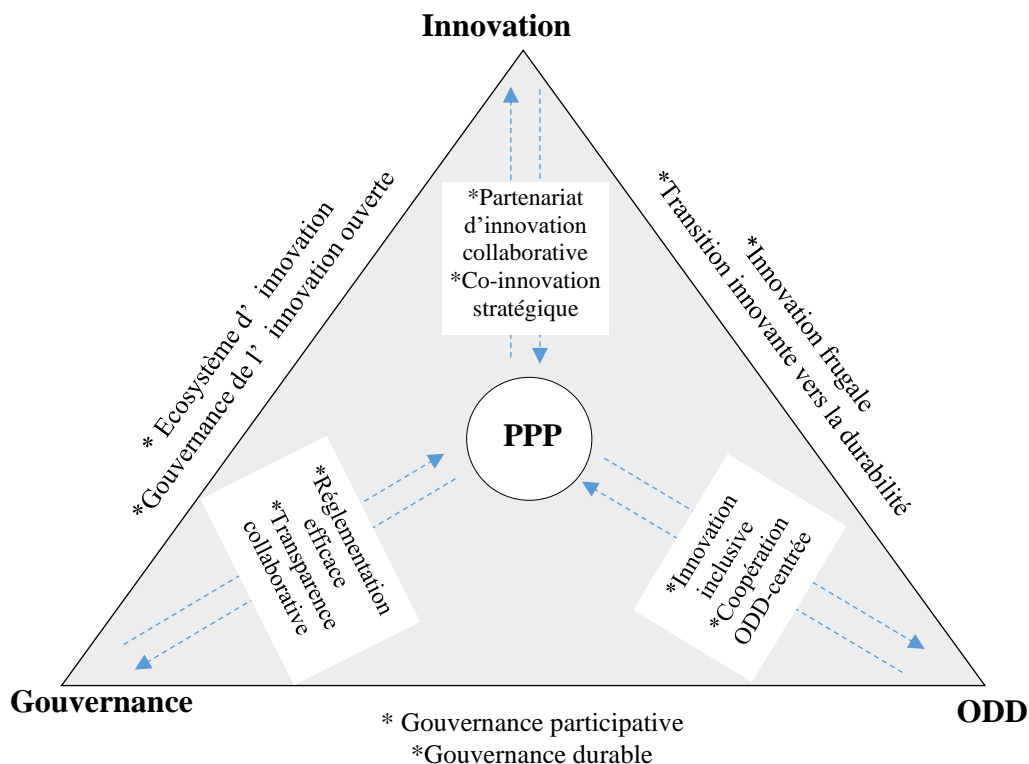 Innovation
* Ecosystème d’ innovation
*Gouvernance de l’ innovation ouverte
*Partenariat
d’innovation
collaborative
*Co-innovation
stratégique
*Innovation frugale
*Transition innovante vers la durabilité
PPP
*Réglementation
efficace
*Transparence
collaborative
*Innovation
inclusive
*Coopération
ODD-centrée
Gouvernance
ODD
* Gouvernance participative
*Gouvernance durable